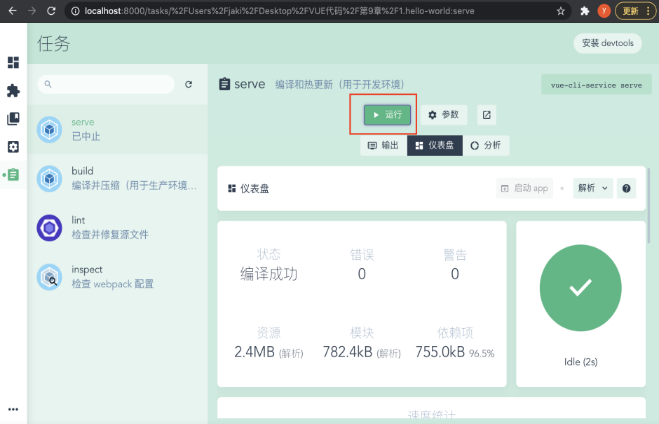 localhost:8000/tasks/%2FUsers%2Fjaki%2FDesktop%2FVUE代码%2F第9章%2F1.hello-world:serve
y
更新
任务
安装 devtools
serve
已中止
build
编译并压缩（用于生产环境...
lint
检查并修复源文件
inspect
检查 webpack 配置
serve 编译和热更新（用于开发环境）
vue-cli-service serve
运行
参数
输出
仪表盘
分析
仪表盘
启动 app
解析
状态
错误
警告
编译成功
0
0
资源
模块
依赖项
2.4MB (解析)
782.4kB (解析)
755.0kB 96.5%
Idle (2s)
速度统计